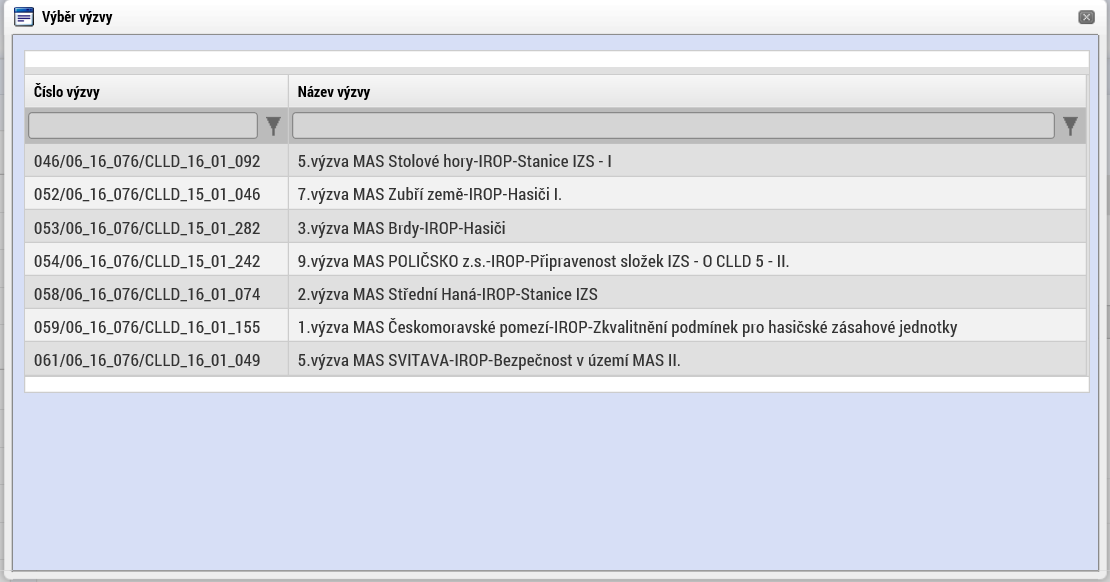 Výběr výzvy
Číslo výzvy Název výzvy
046/06_16_076/CLLD_16_01_092 5.výzva MAS Stolové hory-IROP-Stanice IZS - I
052/06_16_076/CLLD_15_01_046 7.výzva MAS Zubří země-IROP-Hasiči I.
053/06_16_076/CLLD_15_01_282 3.výzva MAS Brdy-IROP-Hasiči
054/06_16_076/CLLD_15_01_242 9.výzva MAS POLIČSKO z.s.-IROP-Připravenost složek IZS - O CLLD 5 - II.
058/06_16_076/CLLD_16_01_074 2.výzva MAS Střední Haná-IROP-Stanice IZS
059/06_16_076/CLLD_16_01_155 1.výzva MAS Českomoravské pomezí-IROP-Zkvalitnění podmínek pro hasičské zásahové jednotky
061/06_16_076/CLLD_16_01_049 5.výzva MAS SVITAVA-IROP-Bezpečnost v území MAS II.